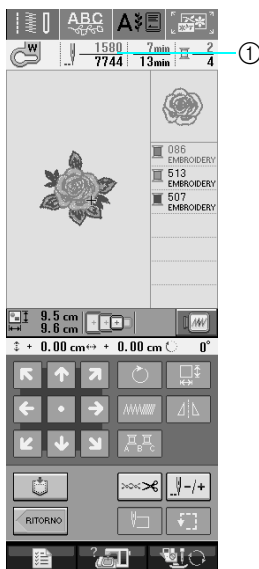 ABC A
W 1580 7min 2
7744 13min 4
①
086
EMBROIDERY
513
EMBROIDERY
507
EMBROIDERY
9.5 cm
9.6 cm
+ 0.00 cm + 0.00 cm 0°
A B C
-/+
RITORNO
?